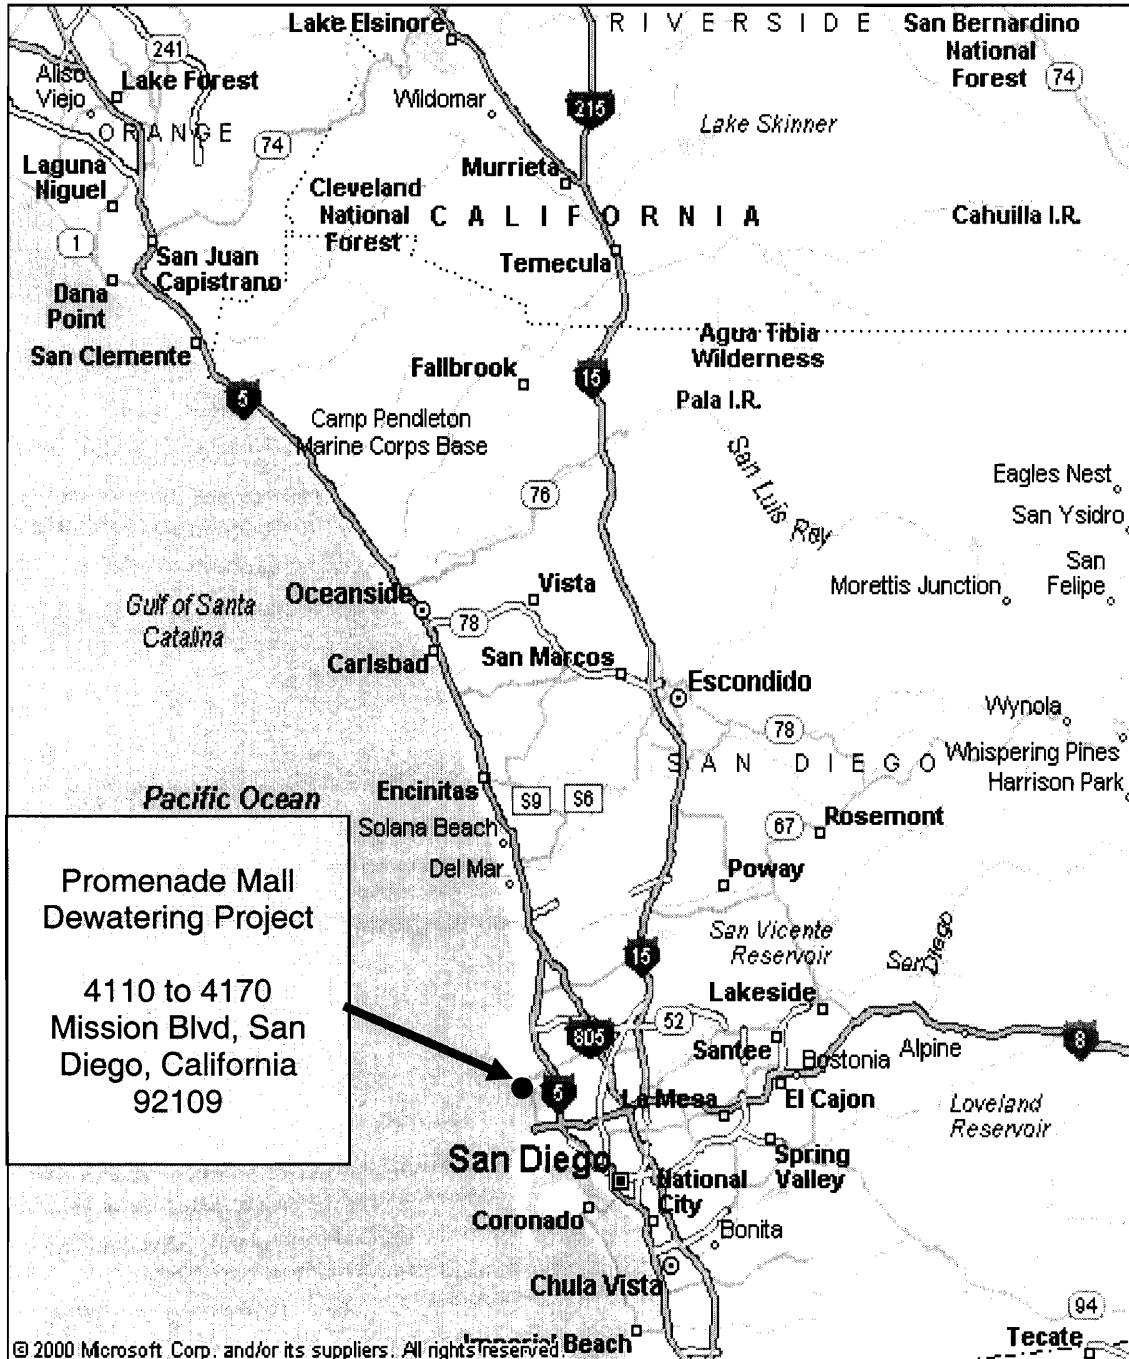 Lake Elsinore
R I V E R S I D E
San Bernardino
National
Forest
74
241
Aliso
Viejo
Lake Forest
Wildomar
215
Lake Skinner
O R A N G E
74
Laguna
Niguel
Murrieta
Cleveland
National
Forest
C A L I F O R N I A
Cahuilla I.R.
1
San Juan
Capistrano
Temecula
Dana
Point
San Clemente
Agua Tibia
Wilderness
Fallbrook
15
5
Pala I.R.
Camp Pendleton
Marine Corps Base
San Luis Rey
76
Eagles Nest
San Ysidro
San
Felipe
Morettis Junction
Vista
Oceanside
Gulf of Santa
Catalina
78
Carlsbad
San Marcos
Escondido
Wynola
78
S A N D I E G O
Whispering Pines
Harrison Park
Pacific Ocean
Encinitas
S9
S6
Solana Beach
67
Rosemont
Del Mar
Poway
Promenade Mall
Dewatering Project
4110 to 4170
Mission Blvd, San
Diego, California
92109
San Vicente
Reservoir
San Diego
15
Lakeside
805
52
Santee
Bostonia
Alpine
8
5
La Mesa
El Cajon
Loveland
Reservoir
San Diego
National
City
Spring
Valley
Coronado
Bonita
Chula Vista
94
Imperial Beach
Tecate
© 2000 Microsoft Corp. and/or its suppliers. All rights reserved.